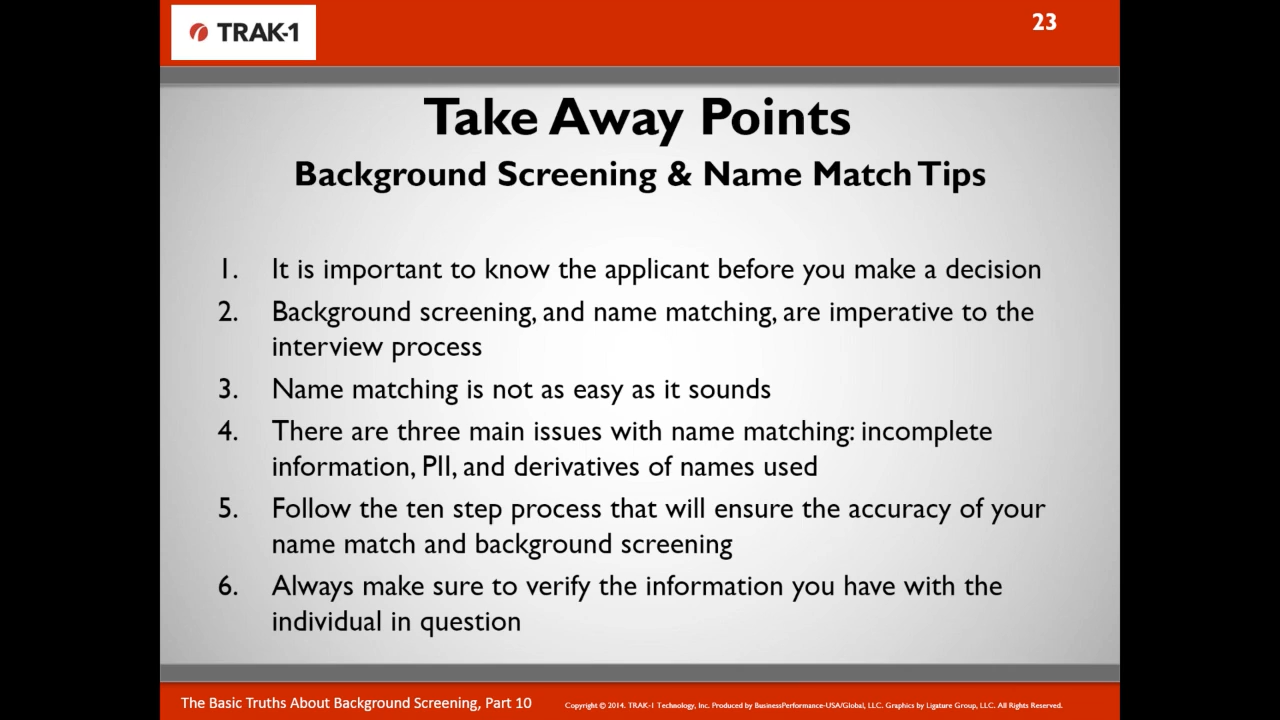 TRAK-1
23
Take Away Points
Background Screening & Name Match Tips
1. It is important to know the applicant before you make a decision
2. Background screening, and name matching, are imperative to the
interview process
3. Name matching is not as easy as it sounds
4. There are three main issues with name matching: incomplete
information, PII, and derivatives of names used
5. Follow the ten step process that will ensure the accuracy of your
name match and background screening
6. Always make sure to verify the information you have with the
individual in question
The Basic Truths About Background Screening, Part 10
Copyright © 2014. TRAK-1 Technology, Inc. Produced by BusinessPerformance-USA/Global, LLC. Graphics by Ligature Group, LLC. All Rights Reserved.